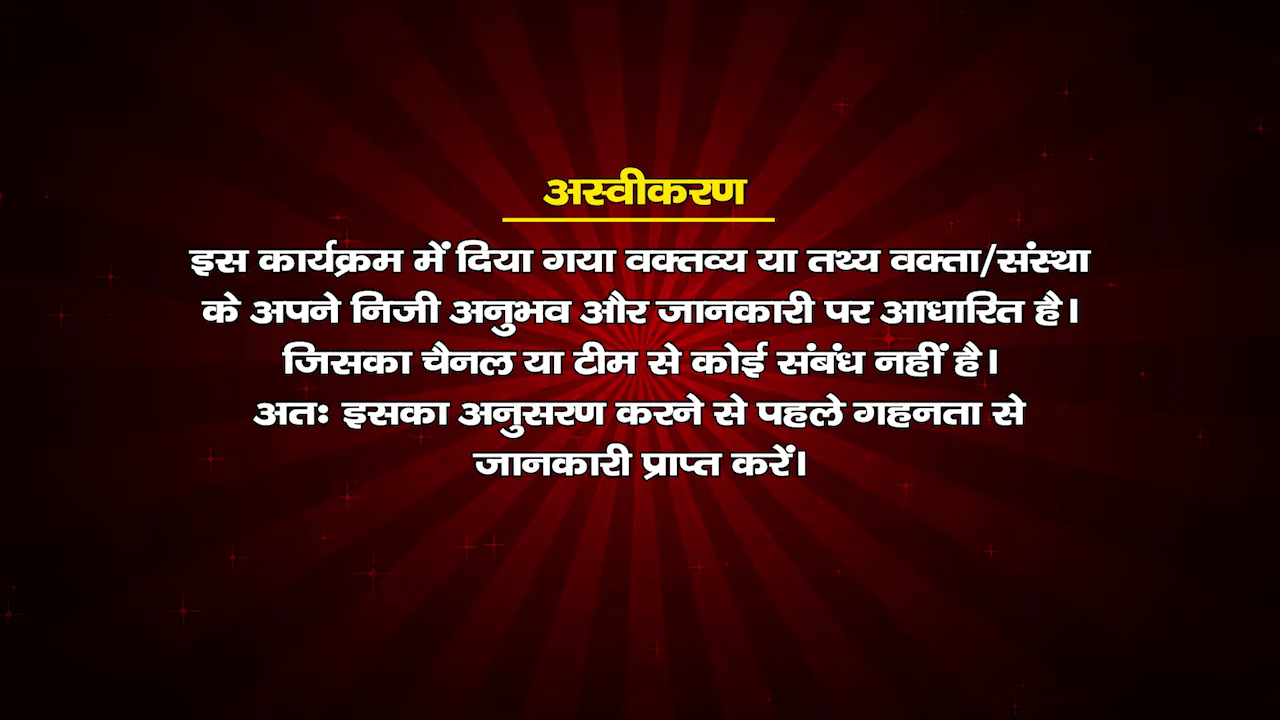 अस्वीकरण
इस कार्यक्रम में दिया गया वक्तव्य या तथ्य वक्ता/संस्था
के अपने निजी अनुभव और जानकारी पर आधारित है।
जिसका चैनल या टीम से कोई संबंध नहीं है।
अतः इसका अनुसरण करने से पहले गहनता से
जानकारी प्राप्त करें।